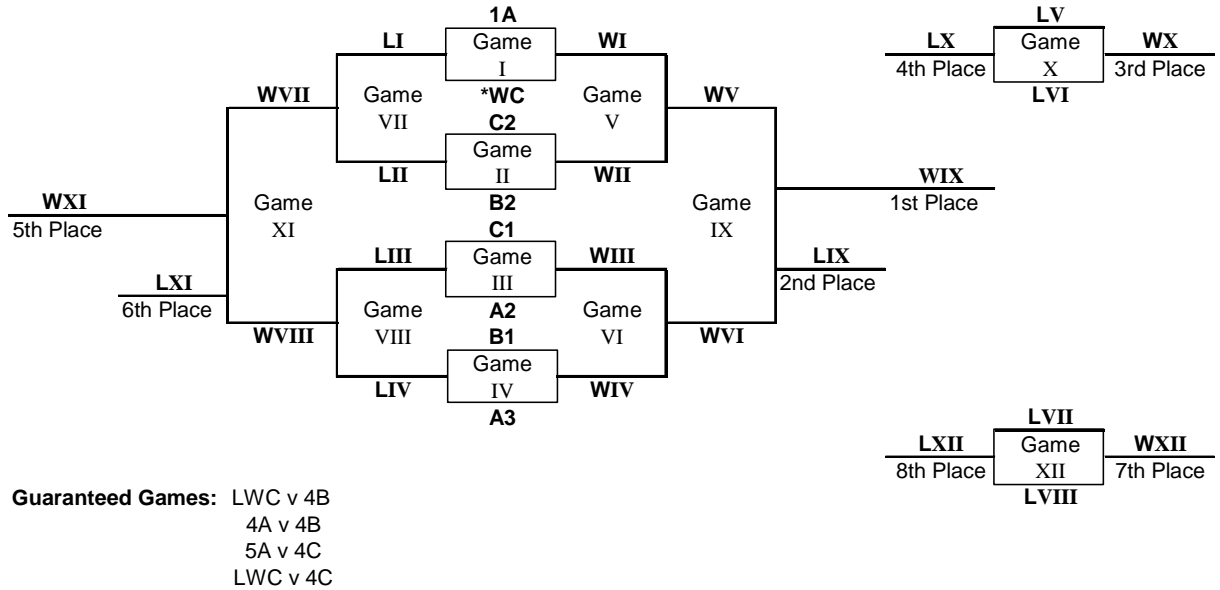 1A
LV
LI Game WI
LX Game WX
I
4th Place X 3rd Place
WVII Game *WC Game WV
LVI
VII C2 V
Game
LII II WII
WXI Game B2 Game WIX
5th Place XI C1 IX 1st Place
LIII Game WIII LIX
LXI III 2nd Place
6th Place Game A2 Game
WVIII VIII B1 VI WVI
Game
LIV IV WIV
A3
LVII
LXII Game WXII
8th Place XII 7th Place
LVIII
Guaranteed Games: LWC v 4B
4A v 4B
5A v 4C
LWC v 4C